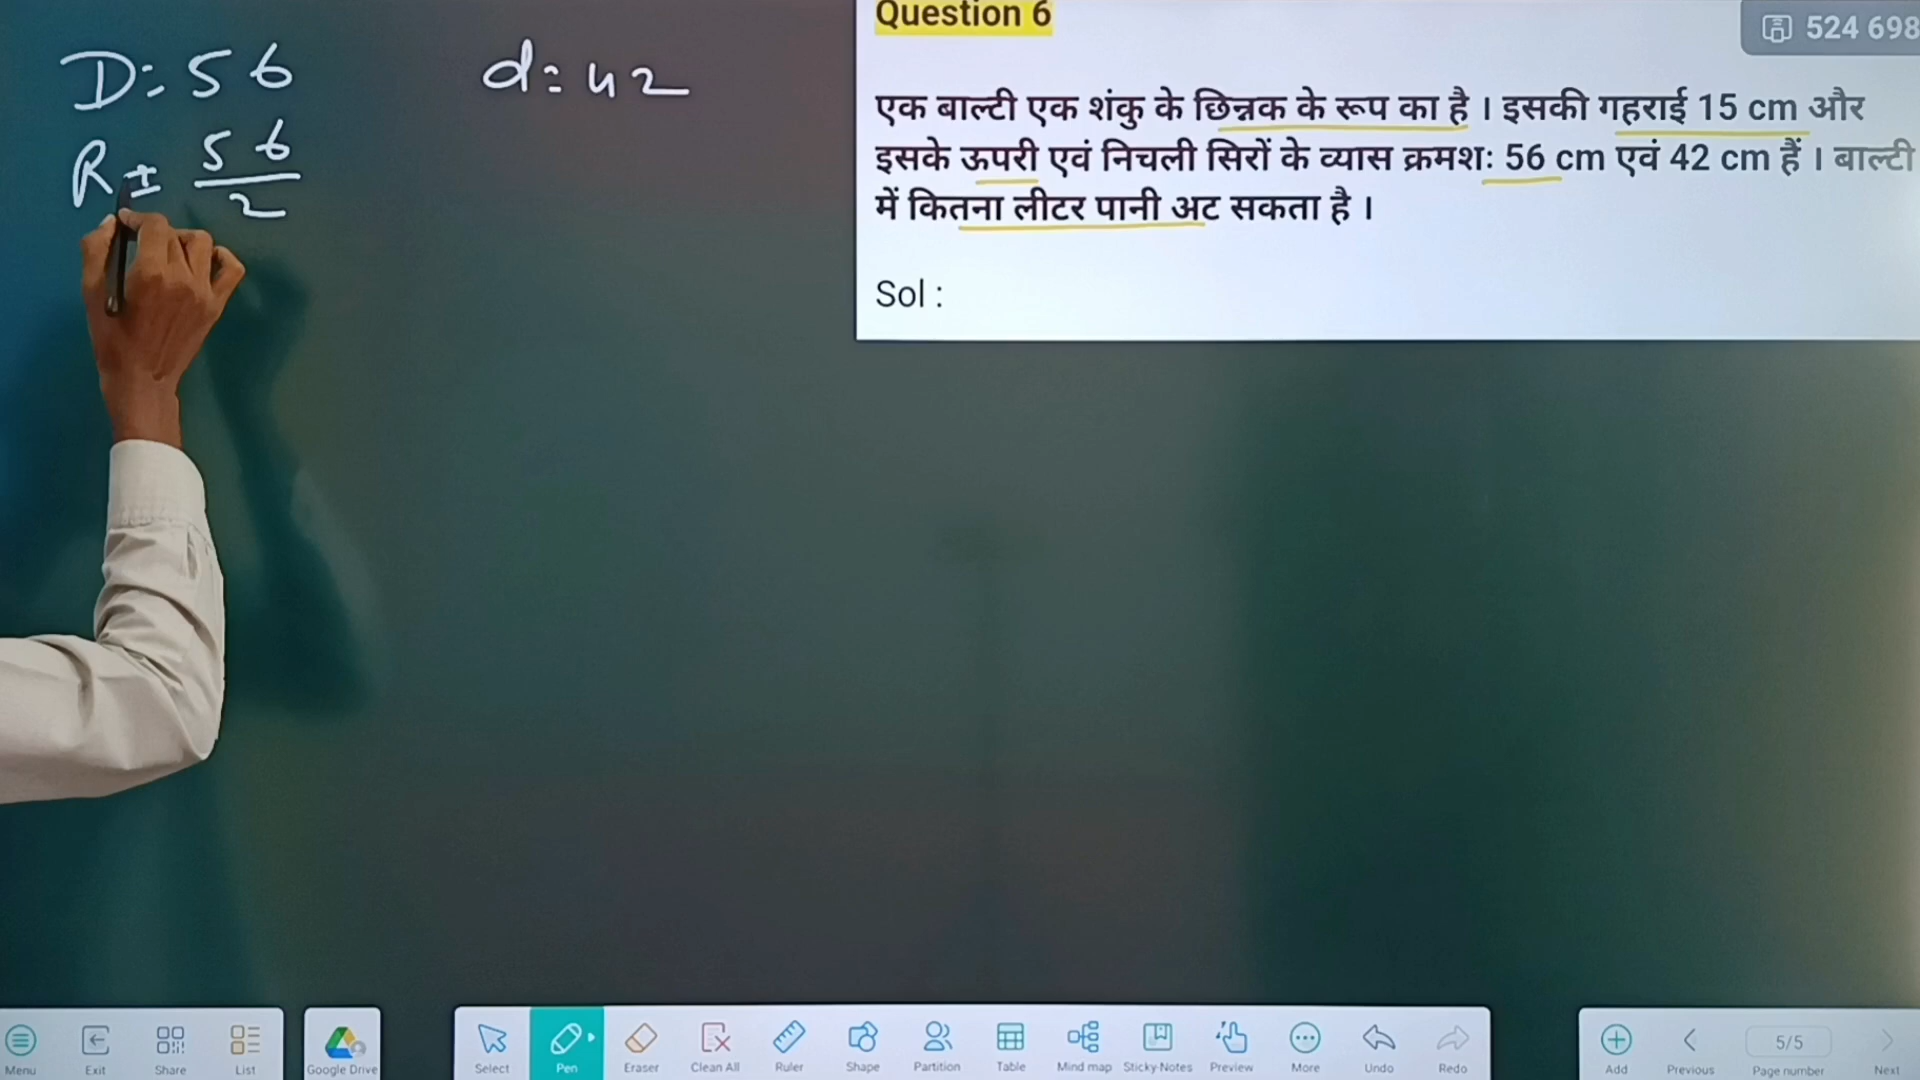 Question 6
524 698
D = 56
d = 42
एक बाल्टी एक शंकु के छिन्नक के रूप का है । इसकी गहराई 15 cm और
इसके ऊपरी एवं निचली सिरों के व्यास क्रमशः 56 cm एवं 42 cm हैं । बाल्टी
में कितना लीटर पानी अट सकता है ।
R = 56/2
Sol :
Menu
Exit
Share
List
Google Drive
Select
Pen
Eraser
Clean All
Ruler
Shape
Partition
Table
Mind map
Sticky-Notes
Preview
More
Undo
Redo
Add
Previous
5/5
Page number
Next